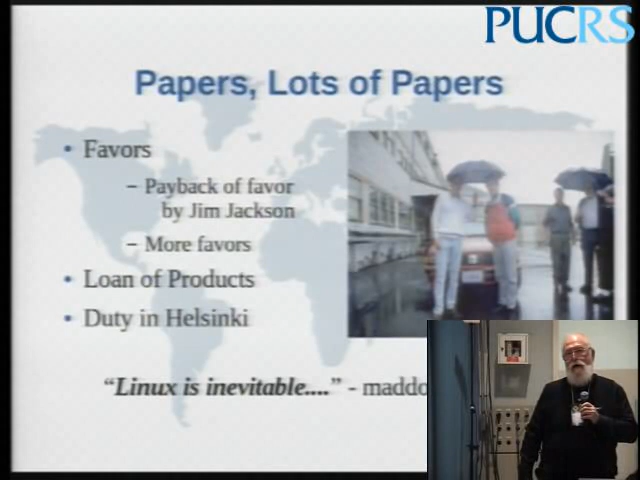 PUCRS
Papers, Lots of Papers
• Favors
– Payback of favor
by Jim Jackson
– More favors
• Loan of Products
• Duty in Helsinki
“Linux is inevitable....” - maddo